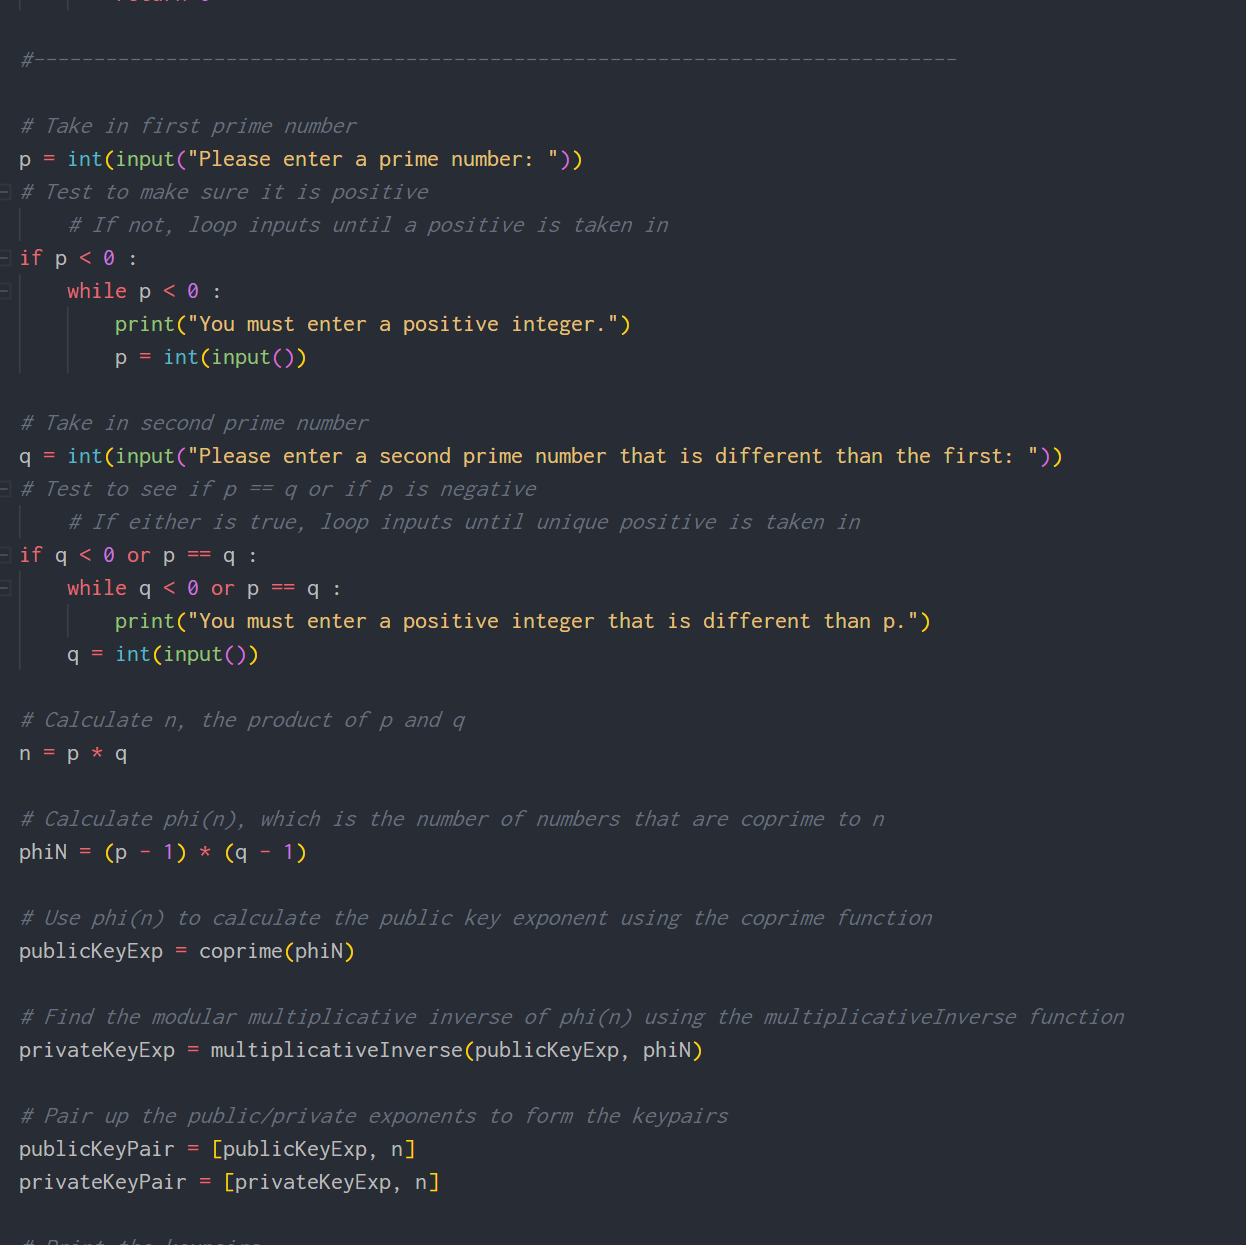 #-----------------------------------------------------------------------------
# Take in first prime number
p = int(input("Please enter a prime number: "))
# Test to make sure it is positive
    # If not, loop inputs until a positive is taken in
if p < 0 :
    while p < 0 :
        print("You must enter a positive integer.")
        p = int(input())
# Take in second prime number
q = int(input("Please enter a second prime number that is different than the first: "))
# Test to see if p == q or if p is negative
    # If either is true, loop inputs until unique positive is taken in
if q < 0 or p == q :
    while q < 0 or p == q :
        print("You must enter a positive integer that is different than p.")
    q = int(input())
# Calculate n, the product of p and q
n = p * q
# Calculate phi(n), which is the number of numbers that are coprime to n
phiN = (p - 1) * (q - 1)
# Use phi(n) to calculate the public key exponent using the coprime function
publicKeyExp = coprime(phiN)
# Find the modular multiplicative inverse of phi(n) using the multiplicativeInverse function
privateKeyExp = multiplicativeInverse(publicKeyExp, phiN)
# Pair up the public/private exponents to form the keypairs
publicKeyPair = [publicKeyExp, n]
privateKeyPair = [privateKeyExp, n]